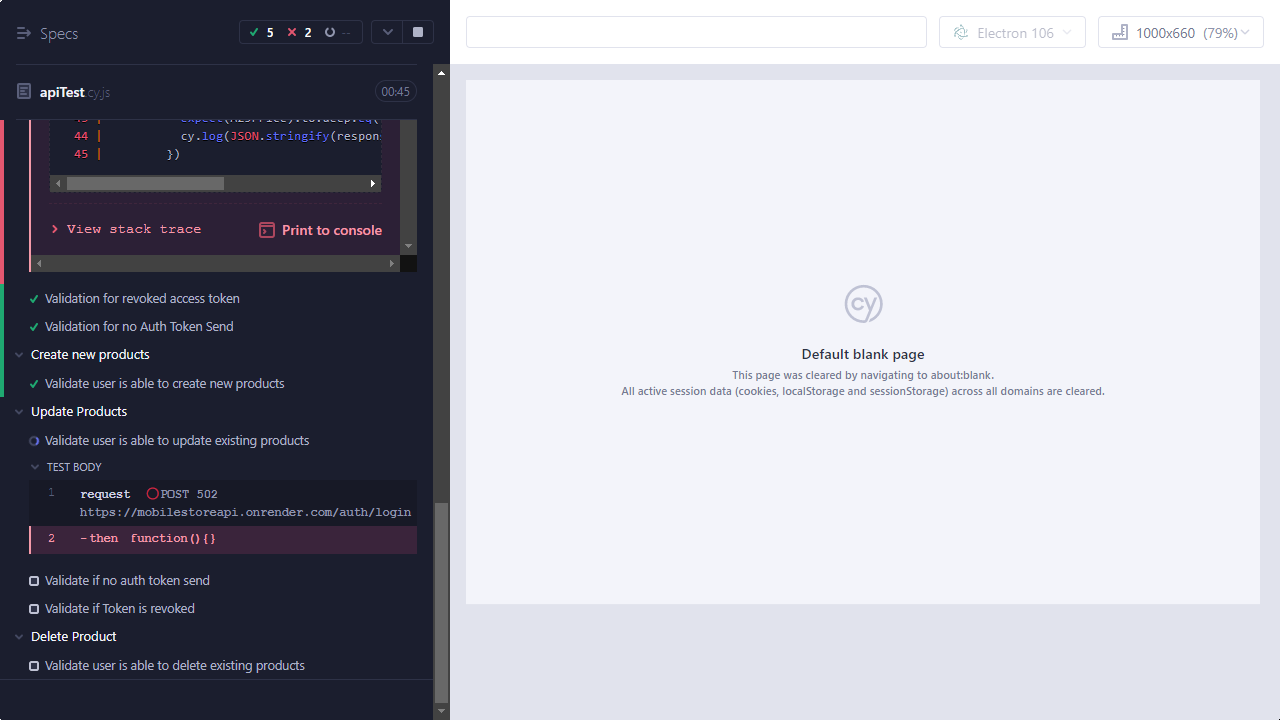 Specs
5 2 --
Electron 106
1000x660 (79%)
apiTest.cy.js
00:45
44 | cy.log(JSON.stringify(respons
45 | })
View stack trace
Print to console
Validation for revoked access token
Validation for no Auth Token Send
Create new products
Validate user is able to create new products
Update Products
Validate user is able to update existing products
TEST BODY
1 request POST 502
https://mobilestoreapi.onrender.com/auth/login
2 -then function(){}
Validate if no auth token send
Validate if Token is revoked
Delete Product
Validate user is able to delete existing products
cy
Default blank page
This page was cleared by navigating to about:blank.
All active session data (cookies, localStorage and sessionStorage) across all domains are cleared.